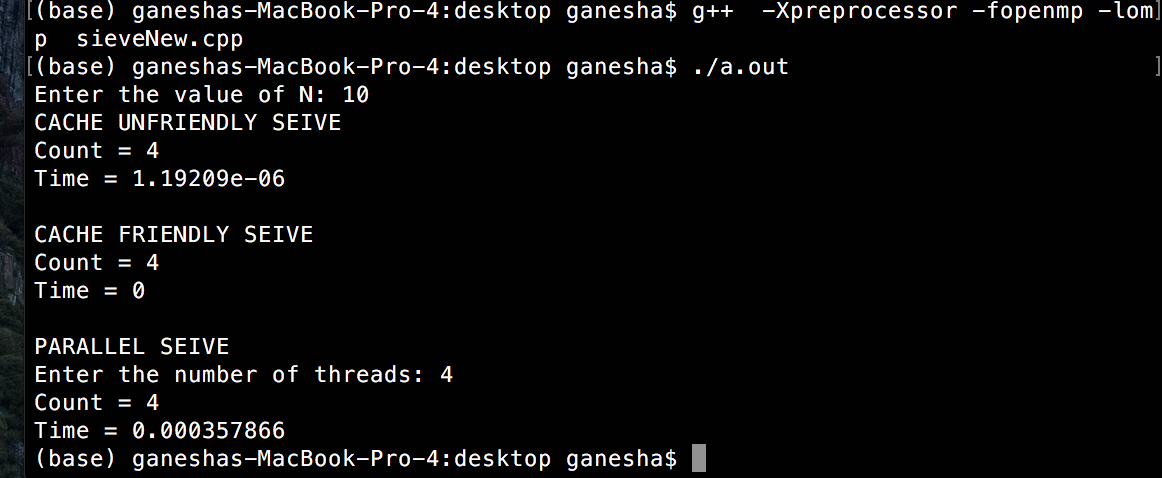 [(base) ganeshas-MacBook-Pro-4:desktop ganesha$ g++  -Xpreprocessor -fopenmp -lom]
p  sieveNew.cpp
[(base) ganeshas-MacBook-Pro-4:desktop ganesha$ ./a.out ]
Enter the value of N: 10
CACHE UNFRIENDLY SEIVE
Count = 4
Time = 1.19209e-06

CACHE FRIENDLY SEIVE
Count = 4
Time = 0

PARALLEL SEIVE
Enter the number of threads: 4
Count = 4
Time = 0.000357866
(base) ganeshas-MacBook-Pro-4:desktop ganesha$